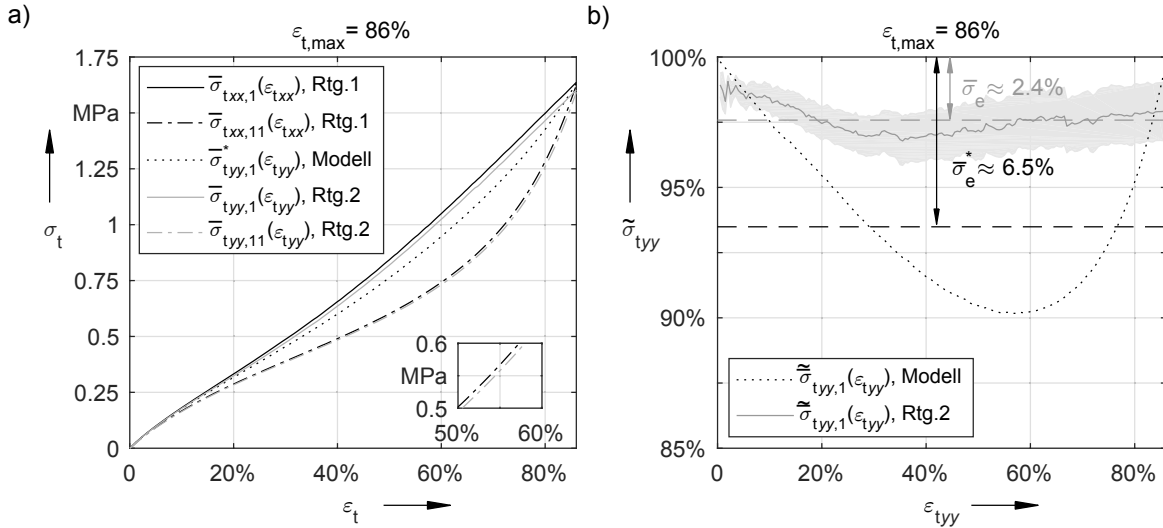 a)
ε_t,max = 86%
1.75
MPa
1.5
1.25
1
σ_t
0.75
0.5
0.25
0
σ̅_txx,1(ε_txx), Rtg.1
σ̅_txx,11(ε_txx), Rtg.1
σ̅*_tyy,1(ε_tyy), Modell
σ̅_tyy,1(ε_tyy), Rtg.2
σ̅_tyy,11(ε_tyy), Rtg.2
0.6
MPa
0.5
50% 60%
0 20% 40% 60% 80%
ε_t
b)
ε_t,max = 86%
100%
σ̅_e ≈ 2.4%
σ̅*_e ≈ 6.5%
95%
σ̃_tyy
90%
85%
σ̅̃_tyy,1(ε_tyy), Modell
σ̅̃_tyy,1(ε_tyy), Rtg.2
0 20% 40% 60% 80%
ε_tyy